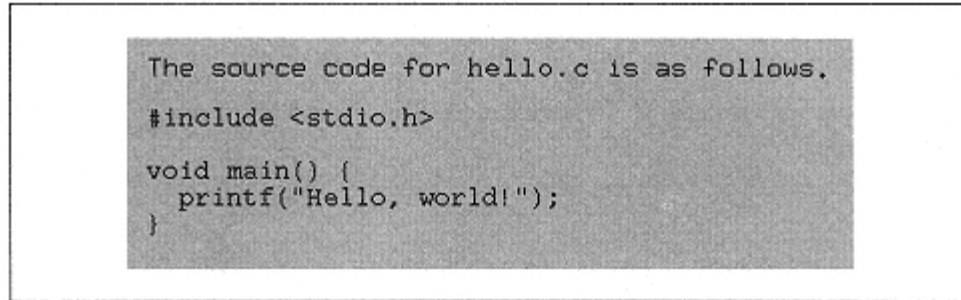 The source code for hello.c is as follows.
#include <stdio.h>
void main() {
  printf("Hello, world!");
}